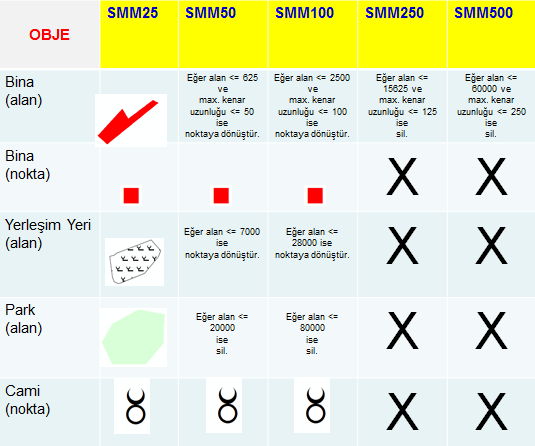 OBJE
SMM25
SMM50
SMM100
SMM250
SMM500
Bina
(alan)
Eğer alan <= 625
ve
max. kenar
uzunluğu <= 50
ise
noktaya dönüştür.
Eğer alan <= 2500
ve
max. kenar
uzunluğu <= 100
ise
noktaya dönüştür.
Eğer alan <=
15625 ve
max. kenar
uzunluğu <= 125
ise
sil.
Eğer alan <=
60000 ve
max. kenar
uzunluğu <= 250
ise
sil.
Bina
(nokta)
X
X
Yerleşim Yeri
(alan)
Eğer alan <= 7000
ise
noktaya dönüştür.
Eğer alan <=
28000 ise
noktaya dönüştür.
X
X
Park
(alan)
Eğer alan <=
20000
ise
sil.
Eğer alan <=
80000
ise
sil.
X
X
Cami
(nokta)
X
X